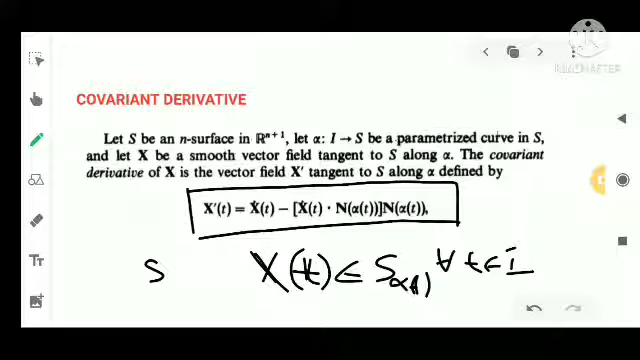 COVARIANT DERIVATIVE
Let S be an n-surface in ℝⁿ⁺¹, let α: I → S be a parametrized curve in S,
and let X be a smooth vector field tangent to S along α. The covariant
derivative of X is the vector field X′ tangent to S along α defined by
X′(t) = Ẋ(t) − [Ẋ(t) · N(α(t))]N(α(t)),
S X(t) ∈ S_α(t) ∀ t ∈ I
Tт